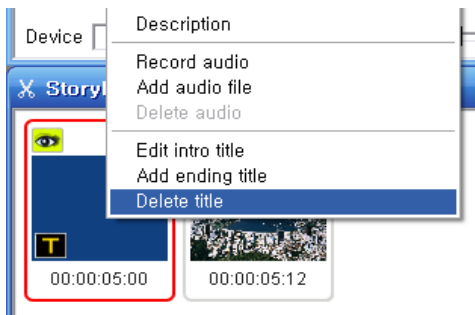 Description
Device
Record audio
Add audio file
Delete audio
Edit intro title
Add ending title
Delete title
T
00:00:05:00
00:00:05:12